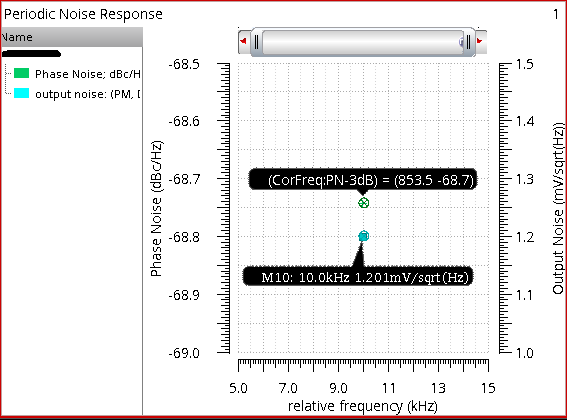 Periodic Noise Response 1
Name
Phase Noise; dBc/H
output noise: (PM,
-68.5
-68.6
-68.7
-68.8
-68.9
-69.0
Phase Noise (dBc/Hz)
(CorFreq:PN-3dB) = (853.5 -68.7)
M10: 10.0kHz 1.201mV/sqrt(Hz)
1.5
1.4
1.3
1.2
1.1
1.0
Output Noise (mV/sqrt(Hz))
5.0 7.0 9.0 11 13 15
relative frequency (kHz)